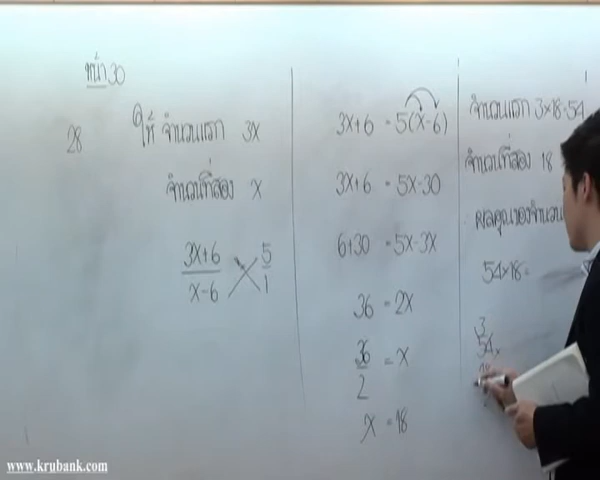 หน้า 30
28 ให้ จำนวนแรก 3x
จำนวนที่สอง x
3x+6 5
x-6 1
3x+6 = 5(x-6)
3x+6 = 5x-30
6+30 = 5x-3x
36 = 2x
36 = x
2
x = 18
จำนวนแรก 3×18=54
จำนวนที่สอง 18
ผลคูณของจำนวน
54×18=
3
54 ×
www.krubank.com